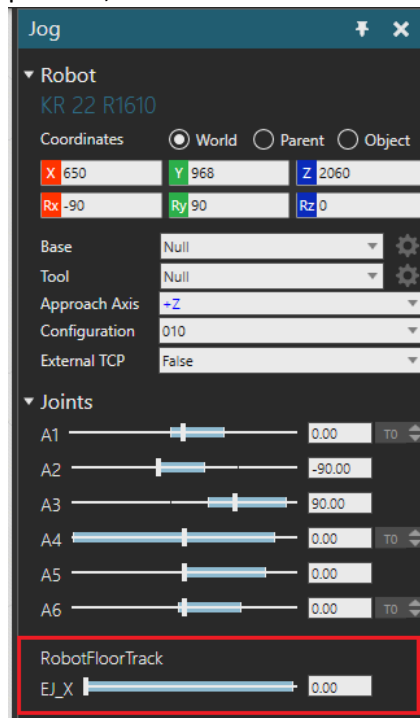 Jog
Robot
KR 22 R1610
Coordinates World Parent Object
X 650 Y 968 Z 2060
Rx -90 Ry 90 Rz 0
Base Null
Tool Null
Approach Axis +Z
Configuration 010
External TCP False
Joints
A1 0.00 T0
A2 -90.00
A3 90.00
A4 0.00 T0
A5 0.00
A6 0.00 T0
RobotFloorTrack
EJ_X 0.00